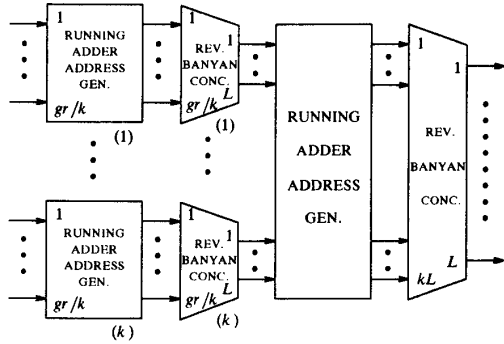 1
RUNNING
ADDER
ADDRESS
GEN.
gr/k
(1)
1
1
REV.
BANYAN
CONC.
L
gr/k
(1)
RUNNING
ADDER
ADDRESS
GEN.
1
1
REV.
BANYAN
CONC.
kL
L
1
RUNNING
ADDER
ADDRESS
GEN.
gr/k
(k)
1
1
REV.
BANYAN
CONC.
L
gr/k
(k)